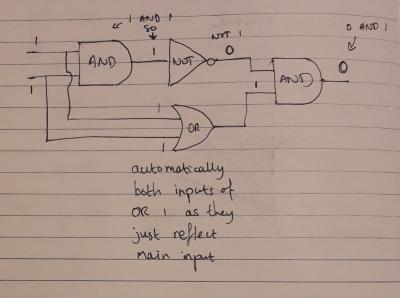 1 AND 1
SO
NOT 1
0 AND 1
1
1
AND
1
NOT
0
AND
0
1
1
OR
1
automatically
both inputs of
OR 1 as they
just reflect
main input